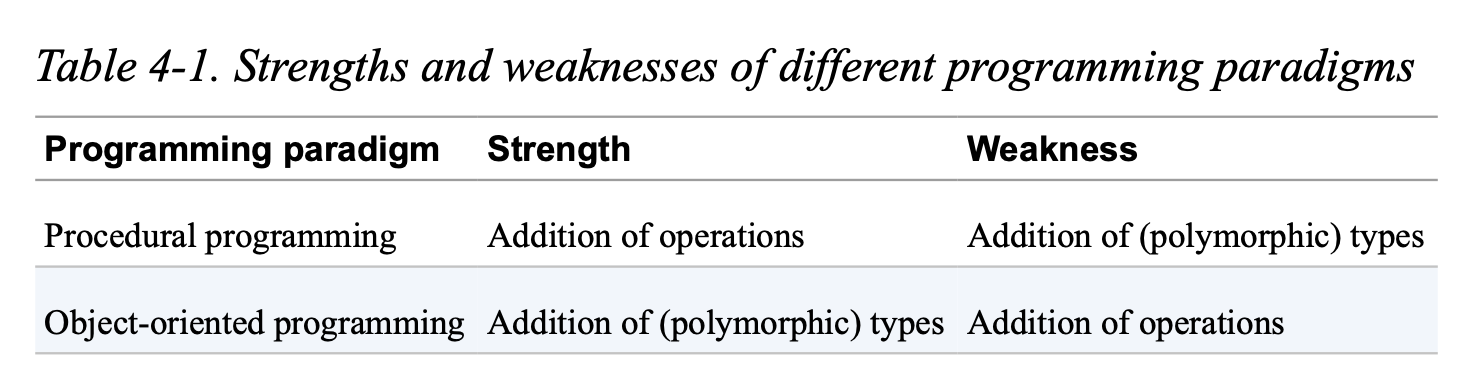 Table 4-1. Strengths and weaknesses of different programming paradigms
Programming paradigm Strength Weakness
Procedural programming Addition of operations Addition of (polymorphic) types
Object-oriented programming Addition of (polymorphic) types Addition of operations